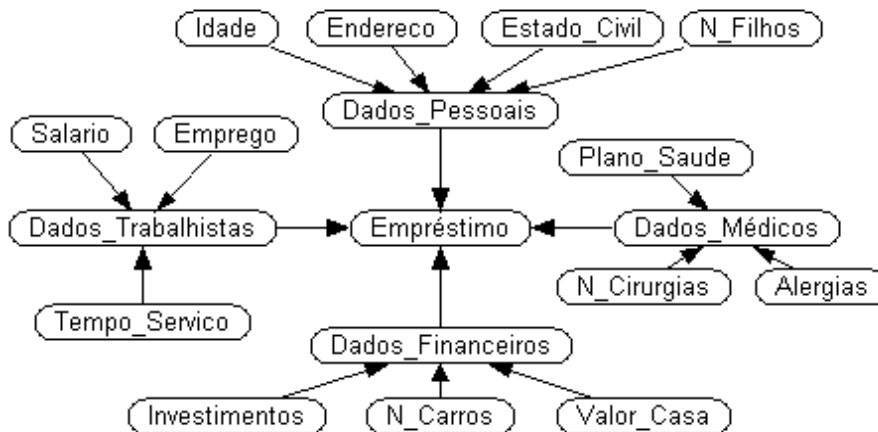 Idade
Endereco
Estado_Civil
N_Filhos
Dados_Pessoais
Salario
Emprego
Plano_Saude
Dados_Trabalhistas
Empréstimo
Dados_Médicos
N_Cirurgias
Alergias
Tempo_Servico
Dados_Financeiros
Investimentos
N_Carros
Valor_Casa